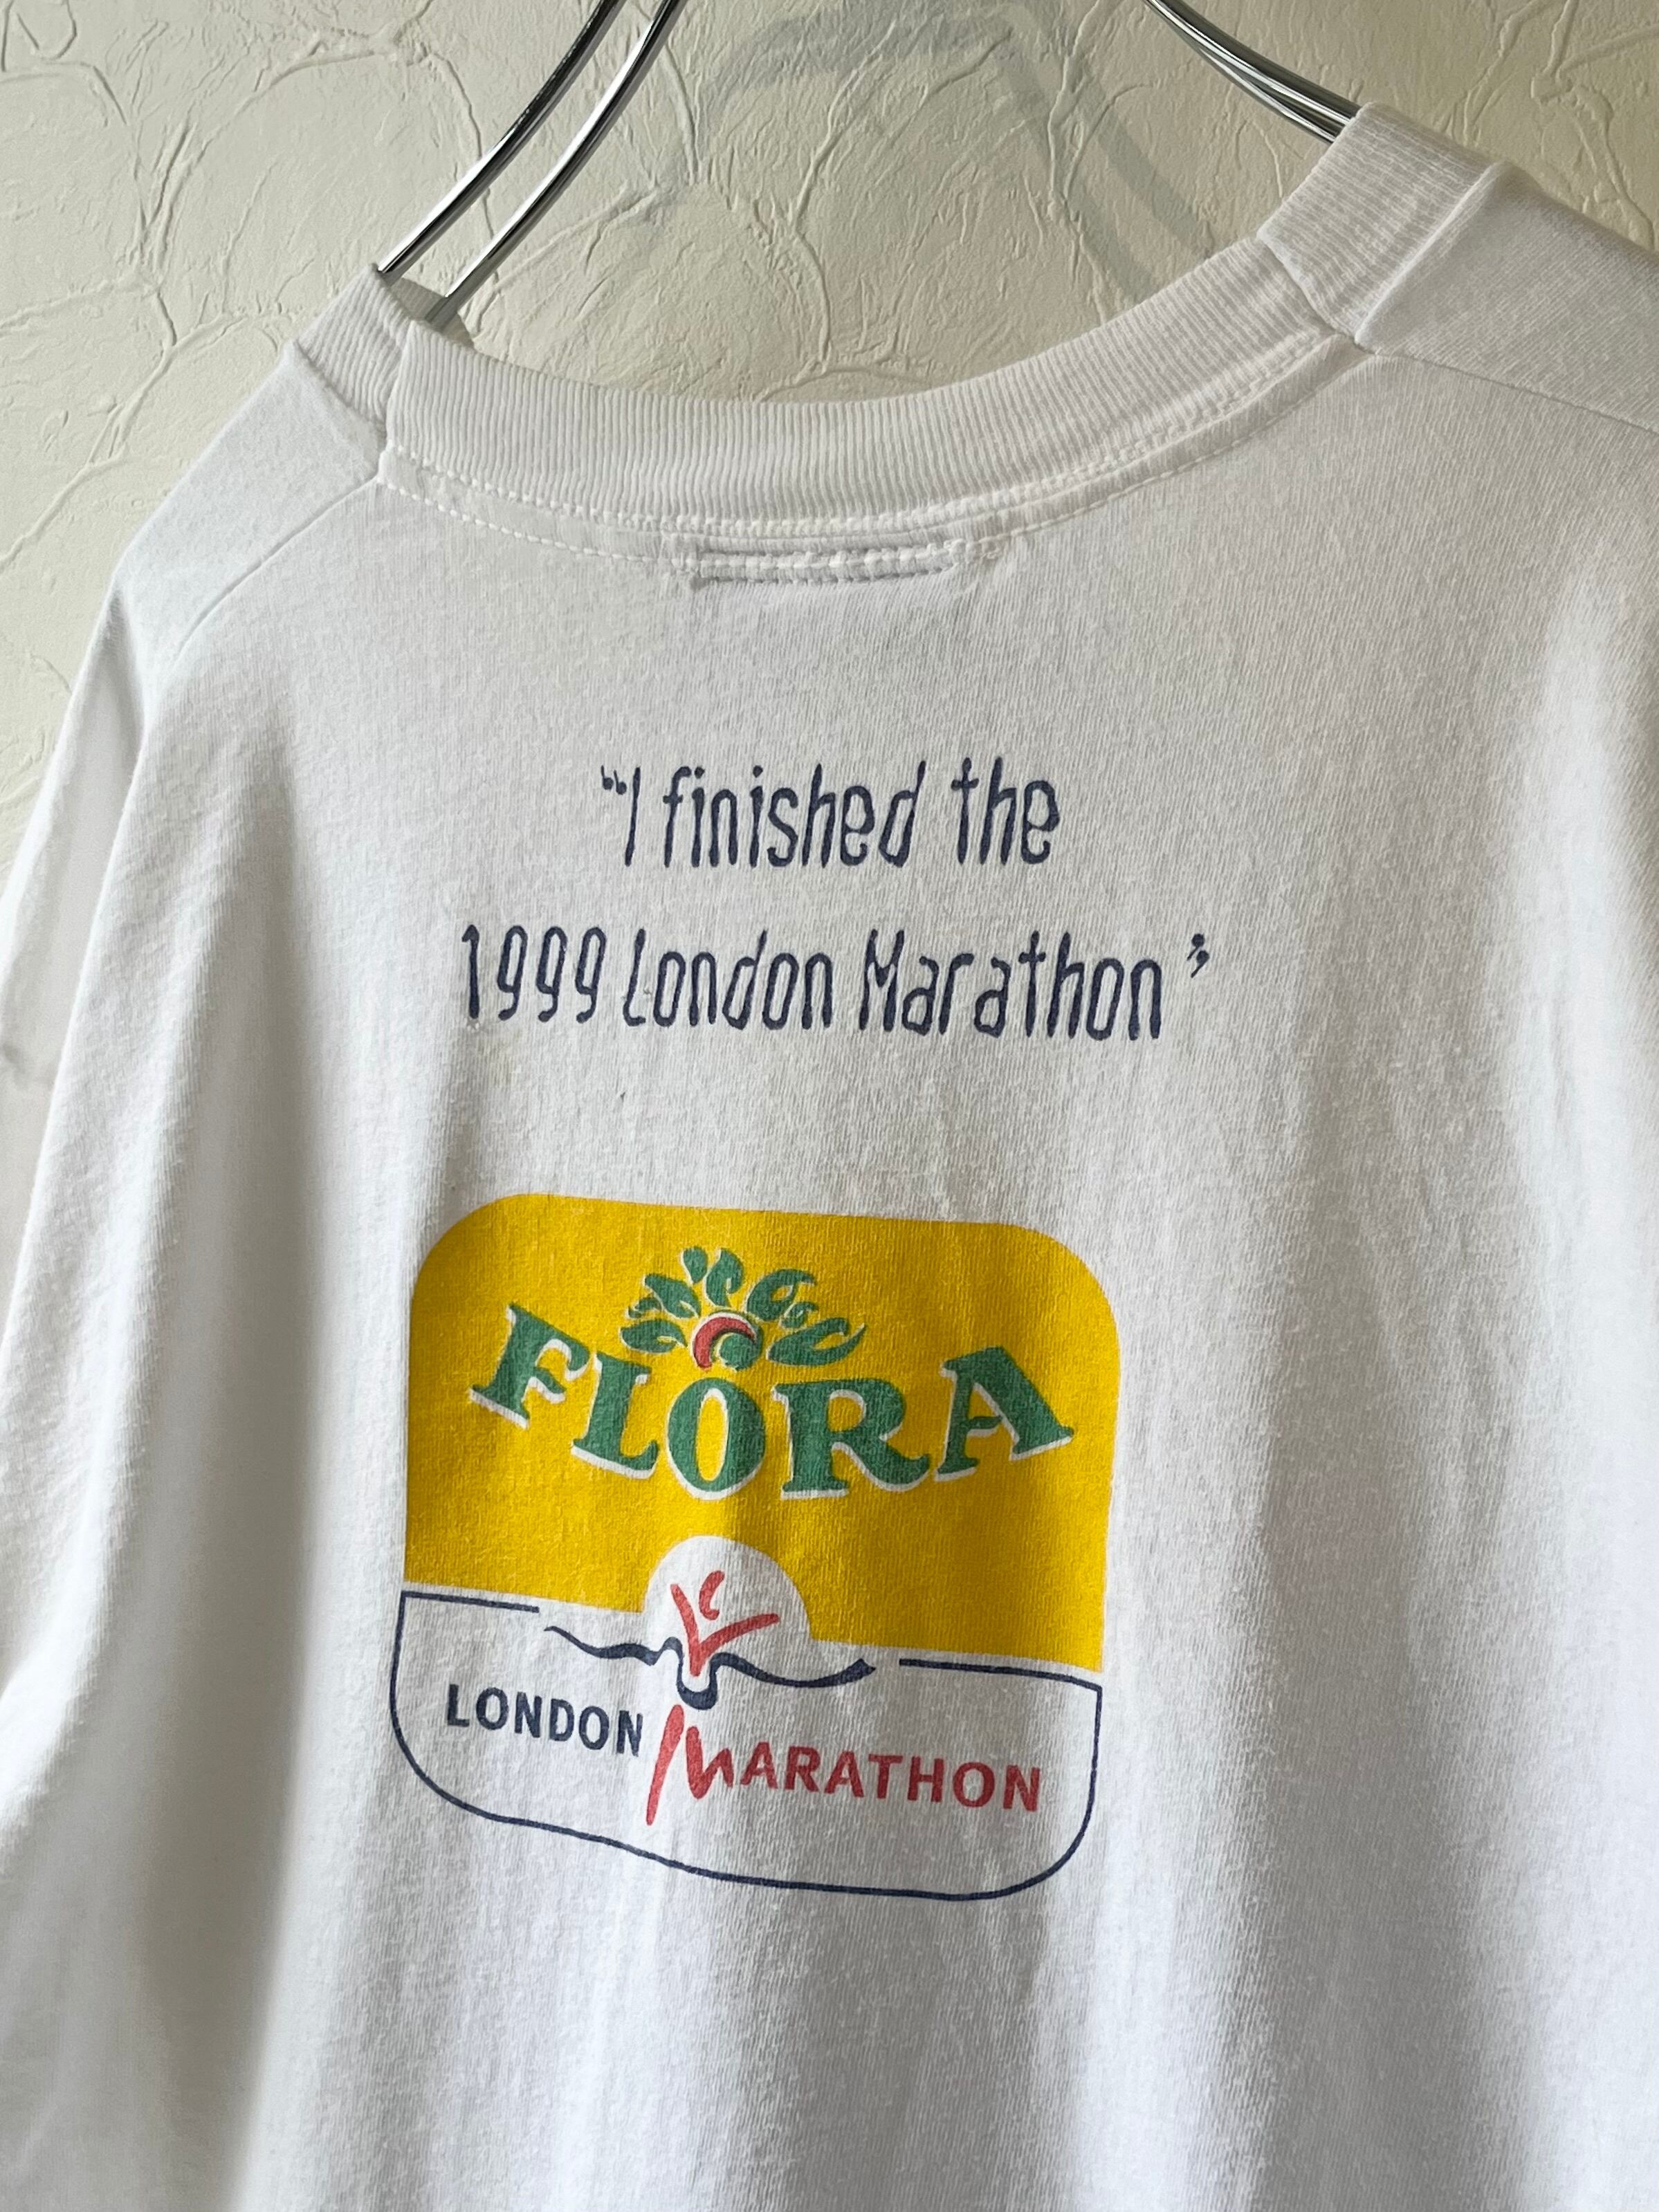 “I finished the
1999 London Marathon”
FLORA
LONDON MARATHON